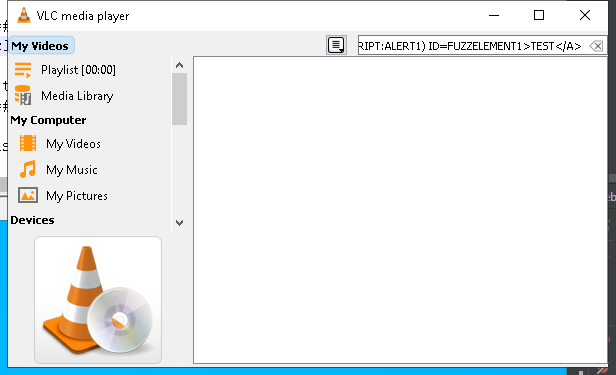 VLC media player
My Videos
RIPT:ALERT1) ID=FUZZELEMENT1>TEST</A>
Playlist [00:00]
Media Library
My Computer
My Videos
My Music
My Pictures
Devices